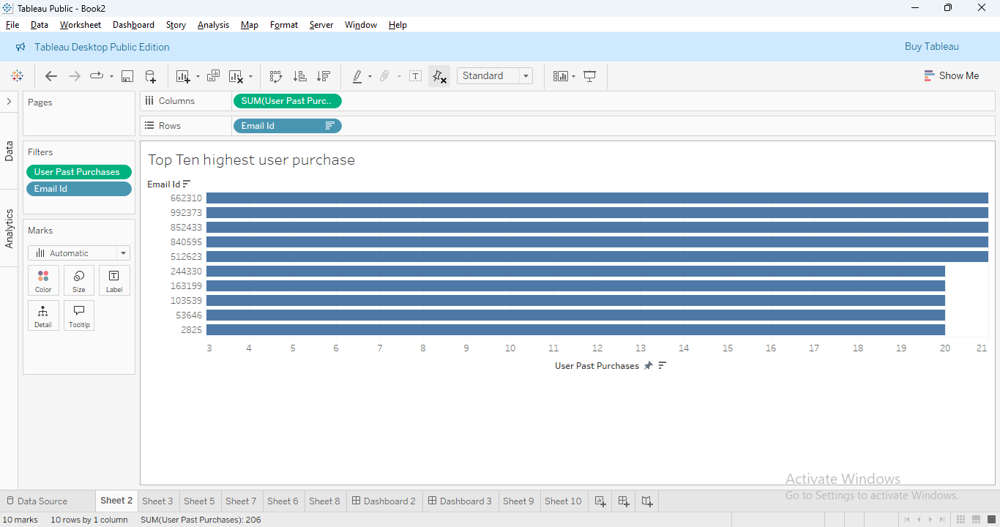 Tableau Public - Book2
File Data Worksheet Dashboard Story Analysis Map Format Server Window Help
Tableau Desktop Public Edition
Buy Tableau
Standard
Show Me
Pages
Columns
SUM(User Past Purc..
Rows
Email Id
Data
Analytics
Filters
User Past Purchases
Email Id
Marks
Automatic
Color Size Label
Detail Tooltip
Top Ten highest user purchase
Email Id
662310
992373
852433
840595
512623
244330
163199
103539
53646
2825
3 4 5 6 7 8 9 10 11 12 13 14 15 16 17 18 19 20 21
User Past Purchases
Activate Windows
Go to Settings to activate Windows.
Data Source Sheet 2 Sheet 3 Sheet 5 Sheet 7 Sheet 6 Sheet 8 Dashboard 2 Dashboard 3 Sheet 9 Sheet 10
10 marks 10 rows by 1 column SUM(User Past Purchases): 206